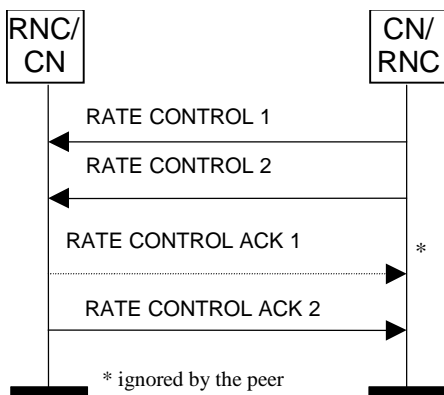 RNC/
CN
CN/
RNC
RATE CONTROL 1
RATE CONTROL 2
RATE CONTROL ACK 1
*
RATE CONTROL ACK 2
* ignored by the peer